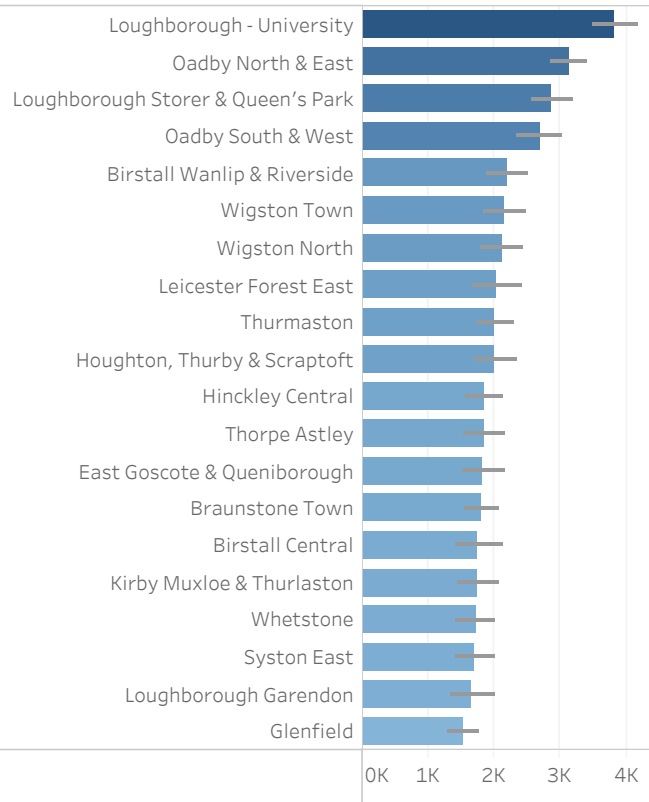 Loughborough - University
Oadby North & East
Loughborough Storer & Queen's Park
Oadby South & West
Birstall Wanlip & Riverside
Wigston Town
Wigston North
Leicester Forest East
Thurmaston
Houghton, Thurby & Scraptoft
Hinckley Central
Thorpe Astley
East Goscote & Queniborough
Braunstone Town
Birstall Central
Kirby Muxloe & Thurlaston
Whetstone
Syston East
Loughborough Garendon
Glenfield
0K 1K 2K 3K 4K